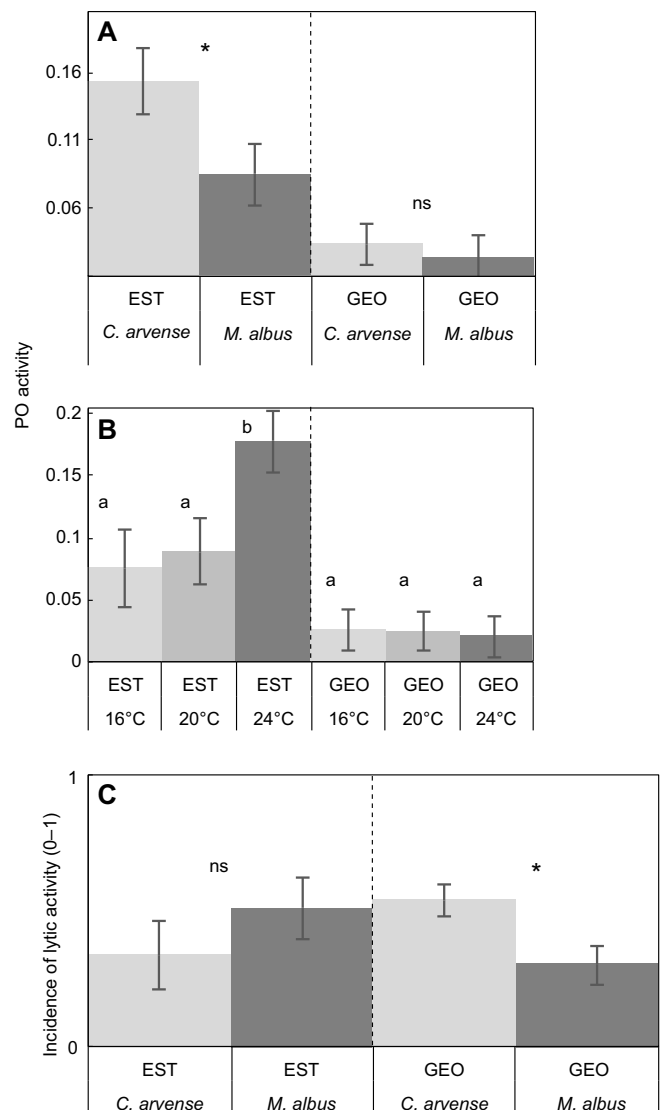 A
*
0.16
0.11
ns
0.06
EST EST GEO GEO
C. arvense M. albus C. arvense M. albus
PO activity
0.2
B
b
0.15
a a
0.1
a a a
0.05
0
EST EST EST GEO GEO GEO
16°C 20°C 24°C 16°C 20°C 24°C
1
C
ns *
Incidence of lytic activity (0–1)
0
EST EST GEO GEO
C. arvense M. albus C. arvense M. albus